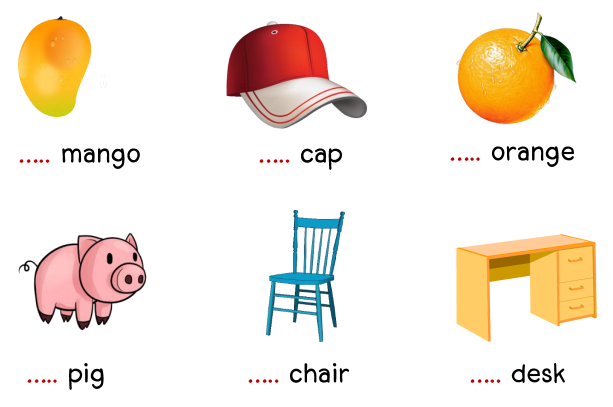 ..... mango
..... cap
..... orange
..... pig
..... chair
..... desk